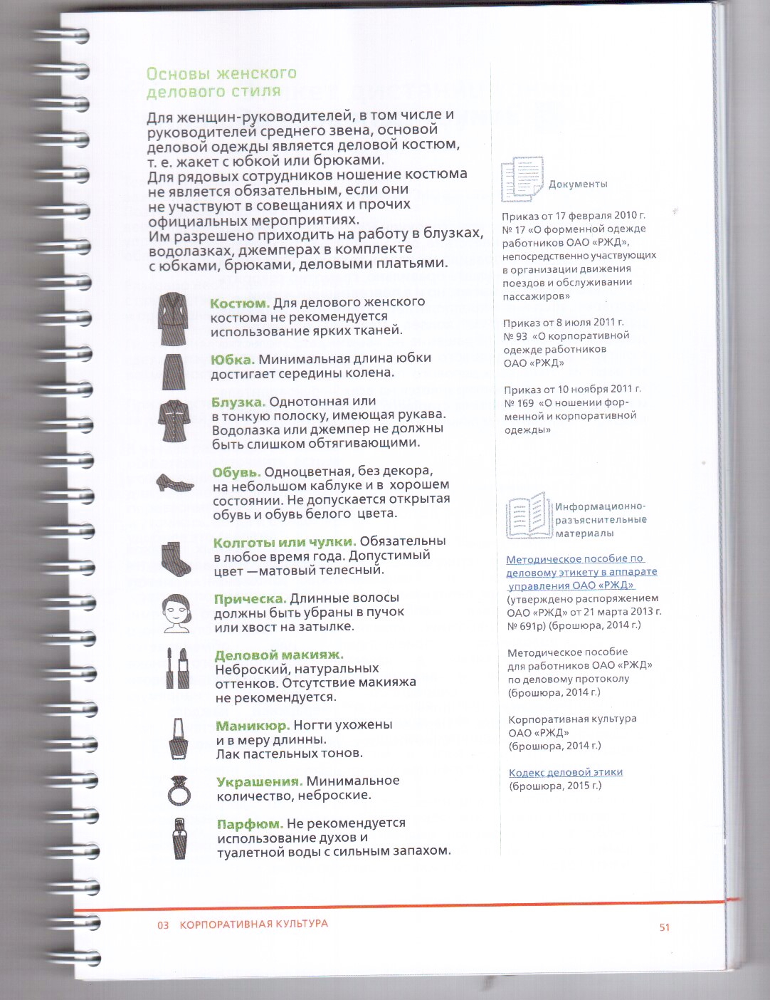 Основы женского
делового стиля
Для женщин-руководителей, в том числе и
руководителей среднего звена, основой
деловой одежды является деловой костюм,
т. е. жакет с юбкой или брюками.
Для рядовых сотрудников ношение костюма
не является обязательным, если они
не участвуют в совещаниях и прочих
официальных мероприятиях.
Им разрешено приходить на работу в блузках,
водолазках, джемперах в комплекте
с юбками, брюками, деловыми платьями.
Костюм. Для делового женского
костюма не рекомендуется
использование ярких тканей.
Юбка. Минимальная длина юбки
достигает середины колена.
Блузка. Однотонная или
в тонкую полоску, имеющая рукава.
Водолазка или джемпер не должны
быть слишком обтягивающими.
Обувь. Одноцветная, без декора,
на небольшом каблуке и в хорошем
состоянии. Не допускается открытая
обувь и обувь белого цвета.
Колготы или чулки. Обязательны
в любое время года. Допустимый
цвет —матовый телесный.
Прическа. Длинные волосы
должны быть убраны в пучок
или хвост на затылке.
Деловой макияж.
Неброский, натуральных
оттенков. Отсутствие макияжа
не рекомендуется.
Маникюр. Ногти ухожены
и в меру длинны.
Лак пастельных тонов.
Украшения. Минимальное
количество, неброские.
Парфюм. Не рекомендуется
использование духов и
туалетной воды с сильным запахом.
Документы
Приказ от 17 февраля 2010 г.
№ 17 «О форменной одежде
работников ОАО «РЖД»,
непосредственно участвующих
в организации движения
поездов и обслуживании
пассажиров»
Приказ от 8 июля 2011 г.
№ 93 «О корпоративной
одежде работников
ОАО «РЖД»
Приказ от 10 ноября 2011 г.
№ 169 «О ношении фор-
менной и корпоративной
одежды»
Информационно-
разъяснительные
материалы
Методическое пособие по
деловому этикету в аппарате
управления ОАО «РЖД»
(утверждено распоряжением
ОАО «РЖД» от 21 марта 2013 г.
№ 691р) (брошюра, 2014 г.)
Методическое пособие
для работников ОАО «РЖД»
по деловому протоколу
(брошюра, 2014 г.)
Корпоративная культура
ОАО «РЖД»
(брошюра, 2014 г.)
Кодекс деловой этики
(брошюра, 2015 г.)
03 КОРПОРАТИВНАЯ КУЛЬТУРА
51